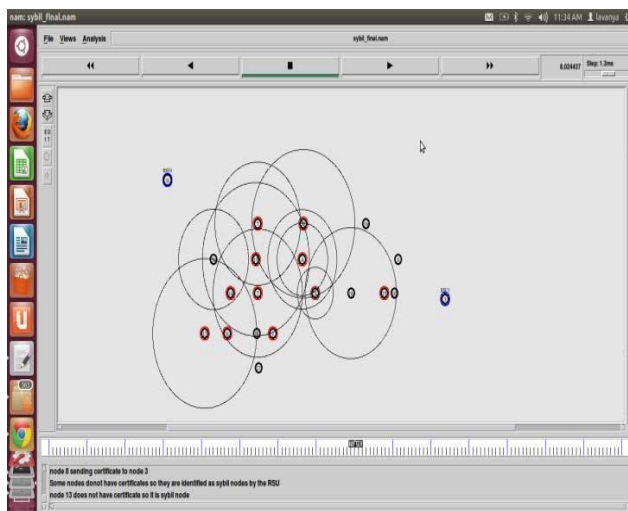 nam: sybil_final.nam
11:34 AM lavanya
File Views Analysis sybil_final.nam
0.024437 Step: 1.3ms
node 8 sending certificate to node 3
Some nodes donot have certificates so they are identified as sybil nodes by the RSU
node 13 does not have certificate so it is sybil node